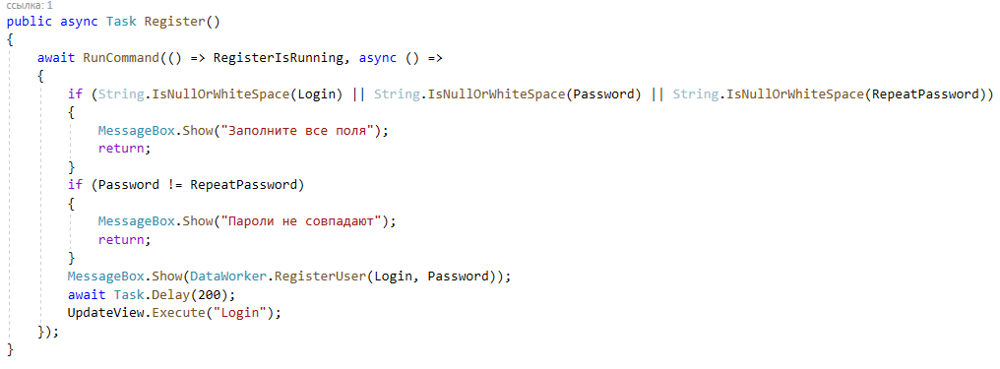 ссылка: 1
public async Task Register()
{
    await RunCommand(() => RegisterIsRunning, async () =>
    {
        if (String.IsNullOrWhiteSpace(Login) || String.IsNullOrWhiteSpace(Password) || String.IsNullOrWhiteSpace(RepeatPassword))
        {
            MessageBox.Show("Заполните все поля");
            return;
        }
        if (Password != RepeatPassword)
        {
            MessageBox.Show("Пароли не совпадают");
            return;
        }
        MessageBox.Show(DataWorker.RegisterUser(Login, Password));
        await Task.Delay(200);
        UpdateView.Execute("Login");
    });
}